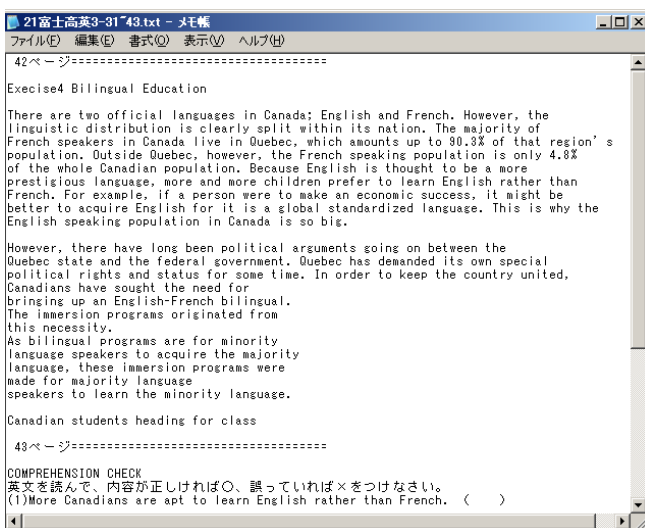 21富士高英3-31~43.txt - メモ帳
ファイル(F) 編集(E) 書式(O) 表示(V) ヘルプ(H)
42ページ====================================
Execise4 Bilingual Education
There are two official languages in Canada; English and French. However, the
linguistic distribution is clearly split within its nation. The majority of
French speakers in Canada live in Quebec, which amounts up to 90.3% of that region's
population. Outside Quebec, however, the French speaking population is only 4.8%
of the whole Canadian population. Because English is thought to be a more
prestigious language, more and more children prefer to learn English rather than
French. For example, if a person were to make an economic success, it might be
better to acquire English for it is a global standardized language. This is why the
English speaking population in Canada is so big.
However, there have long been political arguments going on between the
Quebec state and the federal government. Quebec has demanded its own special
political rights and status for some time. In order to keep the country united,
Canadians have sought the need for
bringing up an English-French bilingual.
The immersion programs originated from
this necessity.
As bilingual programs are for minority
language speakers to acquire the majority
language, these immersion programs were
made for majority language
speakers to learn the minority language.
Canadian students heading for class
43ページ====================================
COMPREHENSION CHECK
英文を読んで、内容が正しければ○、誤っていれば×をつけなさい。
(1)More Canadians are apt to learn English rather than French. (    )